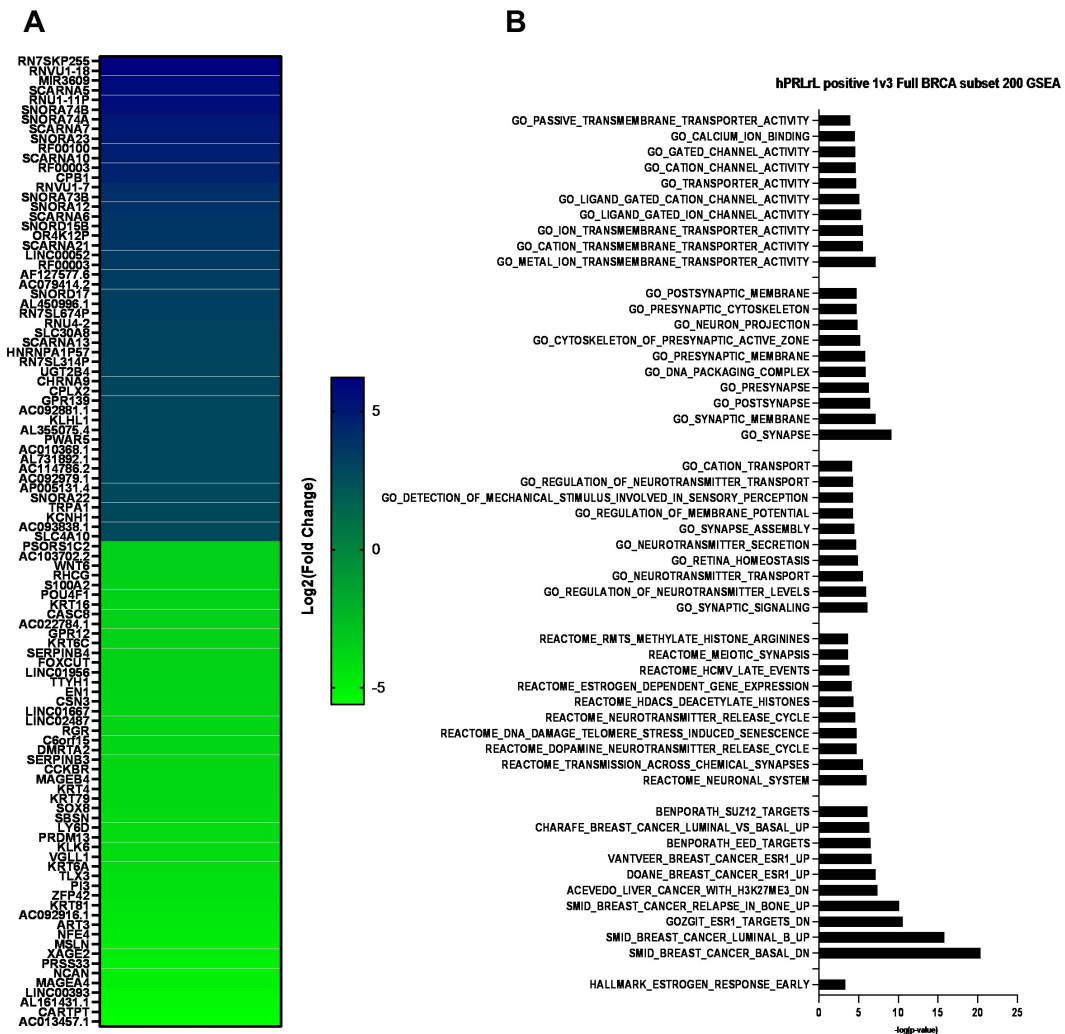 A
B
RN7SKP255
RNVU1-18
MIR3609
SCARNA5
RNU1-11P
SNORA74B
SNORA74A
SCARNA7
SNORA23
RF00100
SCARNA10
RF00003
CPB1
RNVU1-7
SNORA73B
SNORA12
SCARNA6
SNORD15B
OR4K12P
SCARNA21
LINC00052
RF00003
AF127577.6
AC079414.2
SNORD17
AL450996.1
RN7SL674P
RNU4-2
SLC30A8
SCARNA13
HNRNPA1P57
RN7SL314P
UGT2B4
CHRNA9
CPLX2
GPR139
AC092881.1
KLHL1
AL355075.4
PWAR5
AC010368.1
AL731892.1
AC114786.2
AC092979.1
AP005131.4
SNORA22
TRPA1
KCNH1
AC093838.1
SLC4A10
PSORS1C2
AC103702.2
WNT6
RHCG
S100A2
POU4F1
KRT16
CASC8
AC022784.1
GPR12
KRT6C
SERPINB4
FOXCUT
LINC01956
TTYH1
EN1
CSN3
LINC01667
LINC02487
RGR
C6orf15
DMRTA2
SERPINB3
CCKBR
MAGEB4
KRT4
KRT79
SOX8
SBSN
LY6D
PRDM13
KLK6
VGLL1
KRT6A
TLX3
PI3
ZFP42
KRT81
AC092916.1
ART3
NFE4
MSLN
XAGE2
PRSS33
NCAN
MAGEA4
LINC00393
AL161431.1
CARTPT
AC013457.1
Log2(Fold Change)
5
0
-5
hPRLrL positive 1v3 Full BRCA subset 200 GSEA
GO_PASSIVE_TRANSMEMBRANE_TRANSPORTER_ACTIVITY
GO_CALCIUM_ION_BINDING
GO_GATED_CHANNEL_ACTIVITY
GO_CATION_CHANNEL_ACTIVITY
GO_TRANSPORTER_ACTIVITY
GO_LIGAND_GATED_CATION_CHANNEL_ACTIVITY
GO_LIGAND_GATED_ION_CHANNEL_ACTIVITY
GO_ION_TRANSMEMBRANE_TRANSPORTER_ACTIVITY
GO_CATION_TRANSMEMBRANE_TRANSPORTER_ACTIVITY
GO_METAL_ION_TRANSMEMBRANE_TRANSPORTER_ACTIVITY
GO_POSTSYNAPTIC_MEMBRANE
GO_PRESYNAPTIC_CYTOSKELETON
GO_NEURON_PROJECTION
GO_CYTOSKELETON_OF_PRESYNAPTIC_ACTIVE_ZONE
GO_PRESYNAPTIC_MEMBRANE
GO_DNA_PACKAGING_COMPLEX
GO_PRESYNAPSE
GO_POSTSYNAPSE
GO_SYNAPTIC_MEMBRANE
GO_SYNAPSE
GO_CATION_TRANSPORT
GO_REGULATION_OF_NEUROTRANSMITTER_TRANSPORT
GO_DETECTION_OF_MECHANICAL_STIMULUS_INVOLVED_IN_SENSORY_PERCEPTION
GO_REGULATION_OF_MEMBRANE_POTENTIAL
GO_SYNAPSE_ASSEMBLY
GO_NEUROTRANSMITTER_SECRETION
GO_RETINA_HOMEOSTASIS
GO_NEUROTRANSMITTER_TRANSPORT
GO_REGULATION_OF_NEUROTRANSMITTER_LEVELS
GO_SYNAPTIC_SIGNALING
REACTOME_RMTS_METHYLATE_HISTONE_ARGININES
REACTOME_MEIOTIC_SYNAPSIS
REACTOME_HCMV_LATE_EVENTS
REACTOME_ESTROGEN_DEPENDENT_GENE_EXPRESSION
REACTOME_HDACS_DEACETYLATE_HISTONES
REACTOME_NEUROTRANSMITTER_RELEASE_CYCLE
REACTOME_DNA_DAMAGE_TELOMERE_STRESS_INDUCED_SENESCENCE
REACTOME_DOPAMINE_NEUROTRANSMITTER_RELEASE_CYCLE
REACTOME_TRANSMISSION_ACROSS_CHEMICAL_SYNAPSES
REACTOME_NEURONAL_SYSTEM
BENPORATH_SUZ12_TARGETS
CHARAFE_BREAST_CANCER_LUMINAL_VS_BASAL_UP
BENPORATH_EED_TARGETS
VANTVEER_BREAST_CANCER_ESR1_UP
DOANE_BREAST_CANCER_ESR1_UP
ACEVEDO_LIVER_CANCER_WITH_H3K27ME3_DN
SMID_BREAST_CANCER_RELAPSE_IN_BONE_UP
GOZGIT_ESR1_TARGETS_DN
SMID_BREAST_CANCER_LUMINAL_B_UP
SMID_BREAST_CANCER_BASAL_DN
HALLMARK_ESTROGEN_RESPONSE_EARLY
0 5 10 15 20 25
-log(p-value)